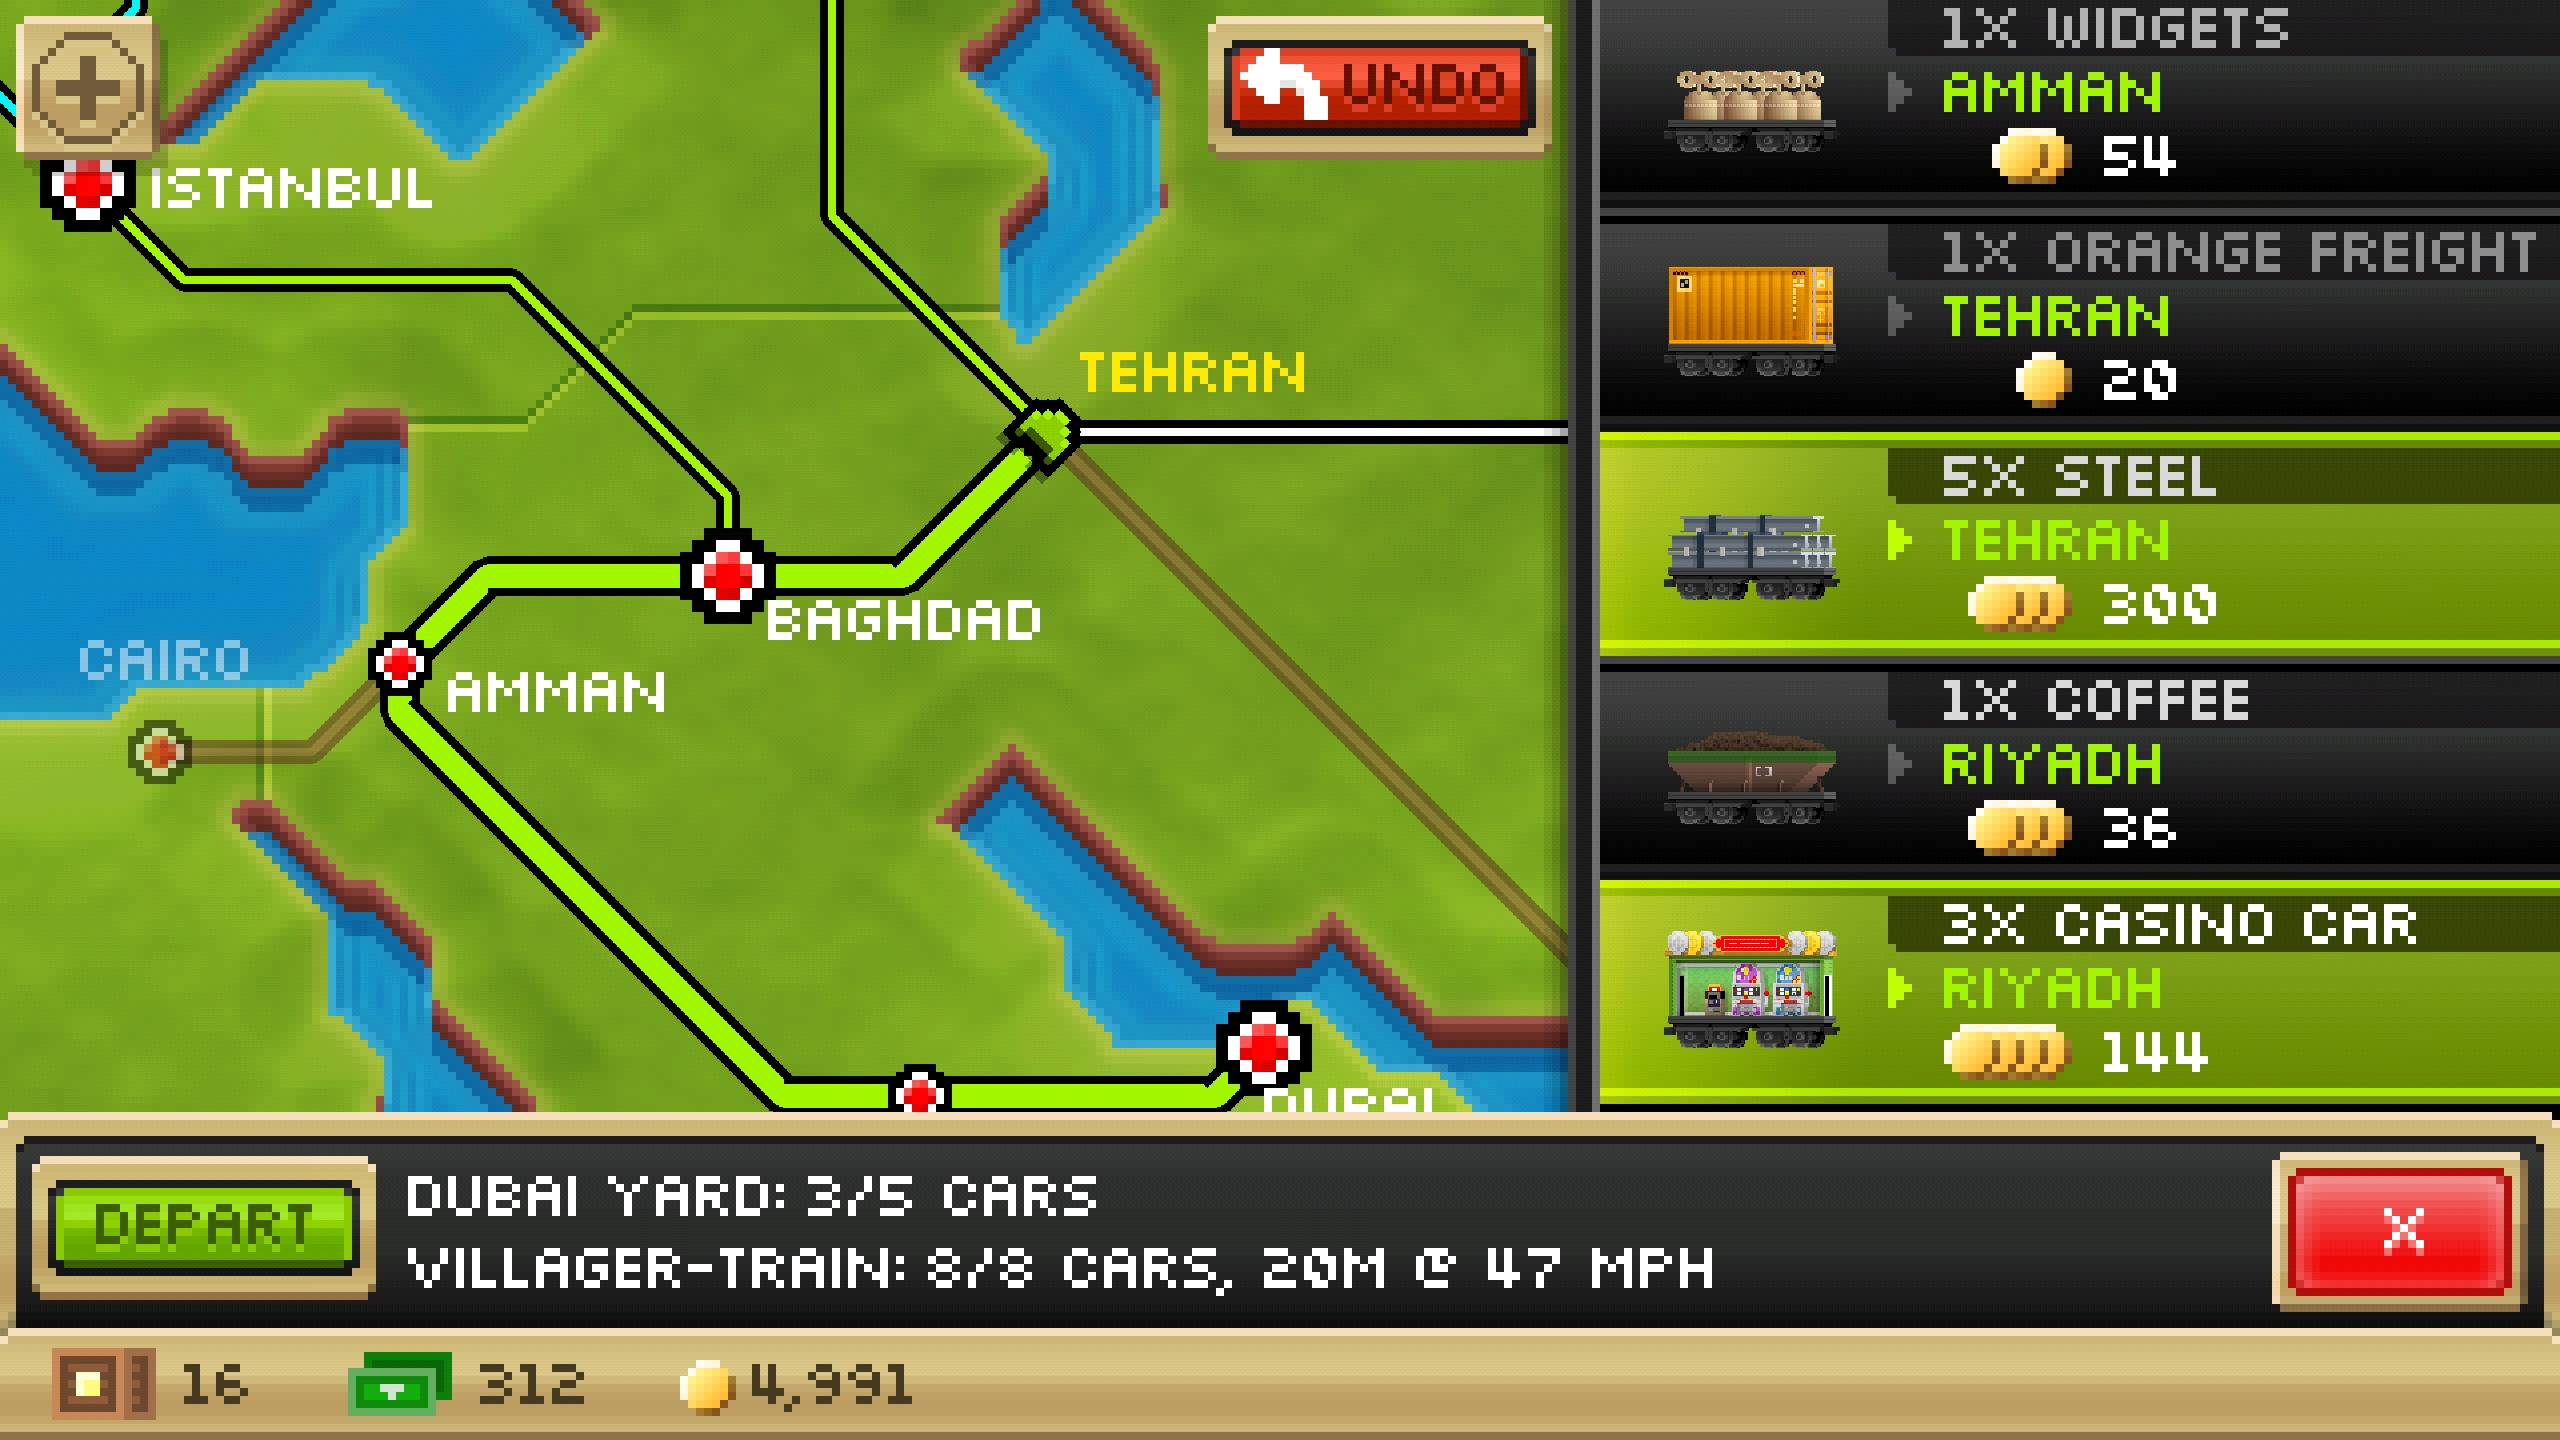 UNDO
ISTANBUL
TEHRAN
BAGHDAD
CAIRO
AMMAN
DUBAI
1X WIDGETS
AMMAN
54
1X ORANGE FREIGHT
TEHRAN
20
5X STEEL
TEHRAN
300
1X COFFEE
RIYADH
36
3X CASINO CAR
RIYADH
144
DEPART
DUBAI YARD: 3/5 CARS
VILLAGER-TRAIN: 8/8 CARS, 20M @ 47 MPH
X
16
312
4,991